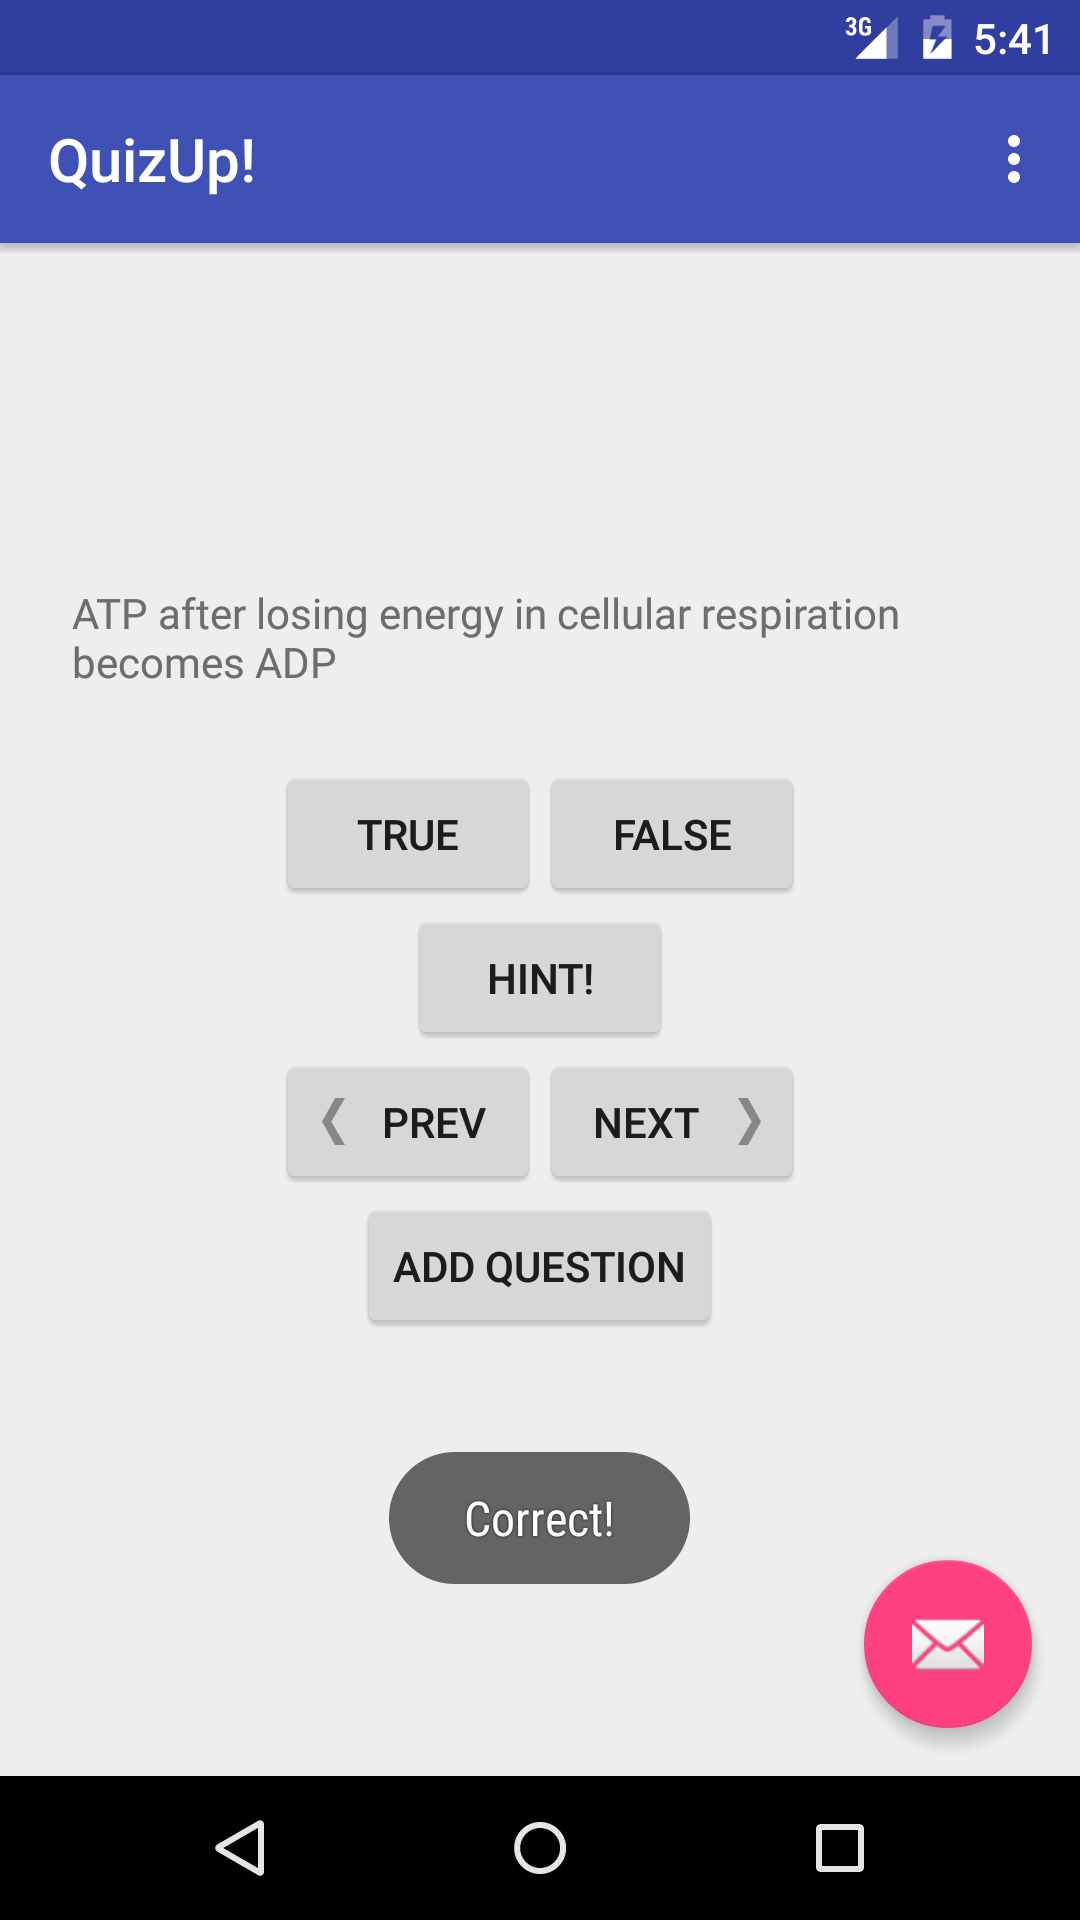 3G 5:41
QuizUp!
ATP after losing energy in cellular respiration
becomes ADP
TRUE FALSE
HINT!
PREV NEXT
ADD QUESTION
Correct!